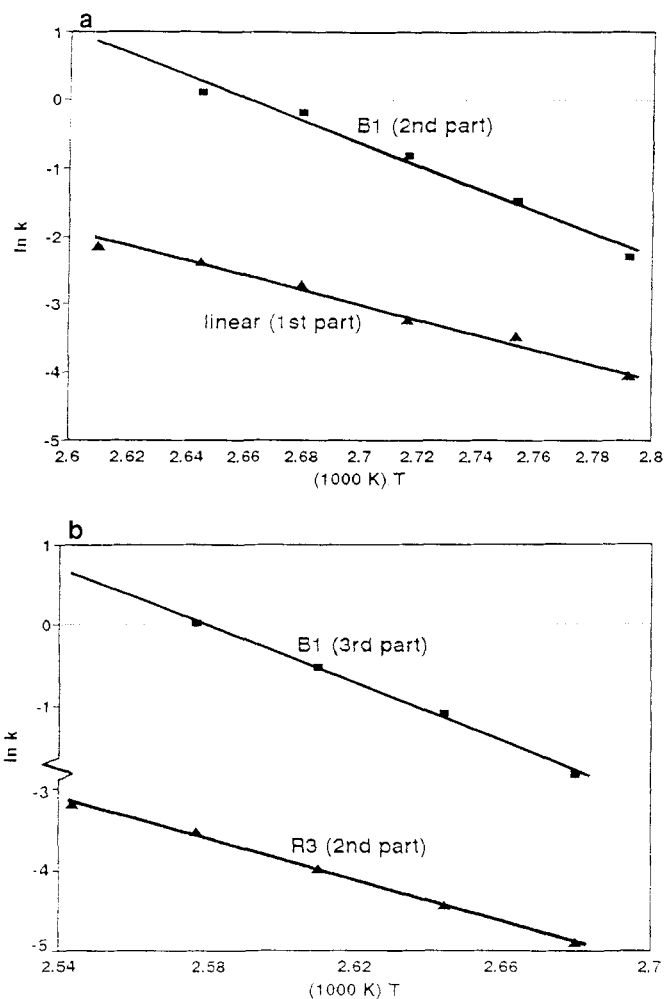 a
1
0
-1
-2
-3
-4
-5
ln k
B1 (2nd part)
linear (1st part)
2.6 2.62 2.64 2.66 2.68 2.7 2.72 2.74 2.76 2.78 2.8
(1000 K) T
b
1
0
-1
-3
-4
-5
ln k
B1 (3rd part)
R3 (2nd part)
2.54 2.58 2.62 2.66 2.7
(1000 K) T